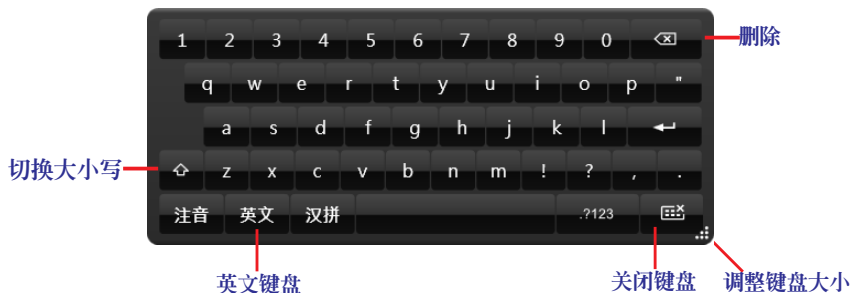 1 2 3 4 5 6 7 8 9 0
删除
q w e r t y u i o p "
a s d f g h j k l
切换大小写
z x c v b n m ! ? , .
注音 英文 汉拼 .?123
英文键盘
关闭键盘
调整键盘大小